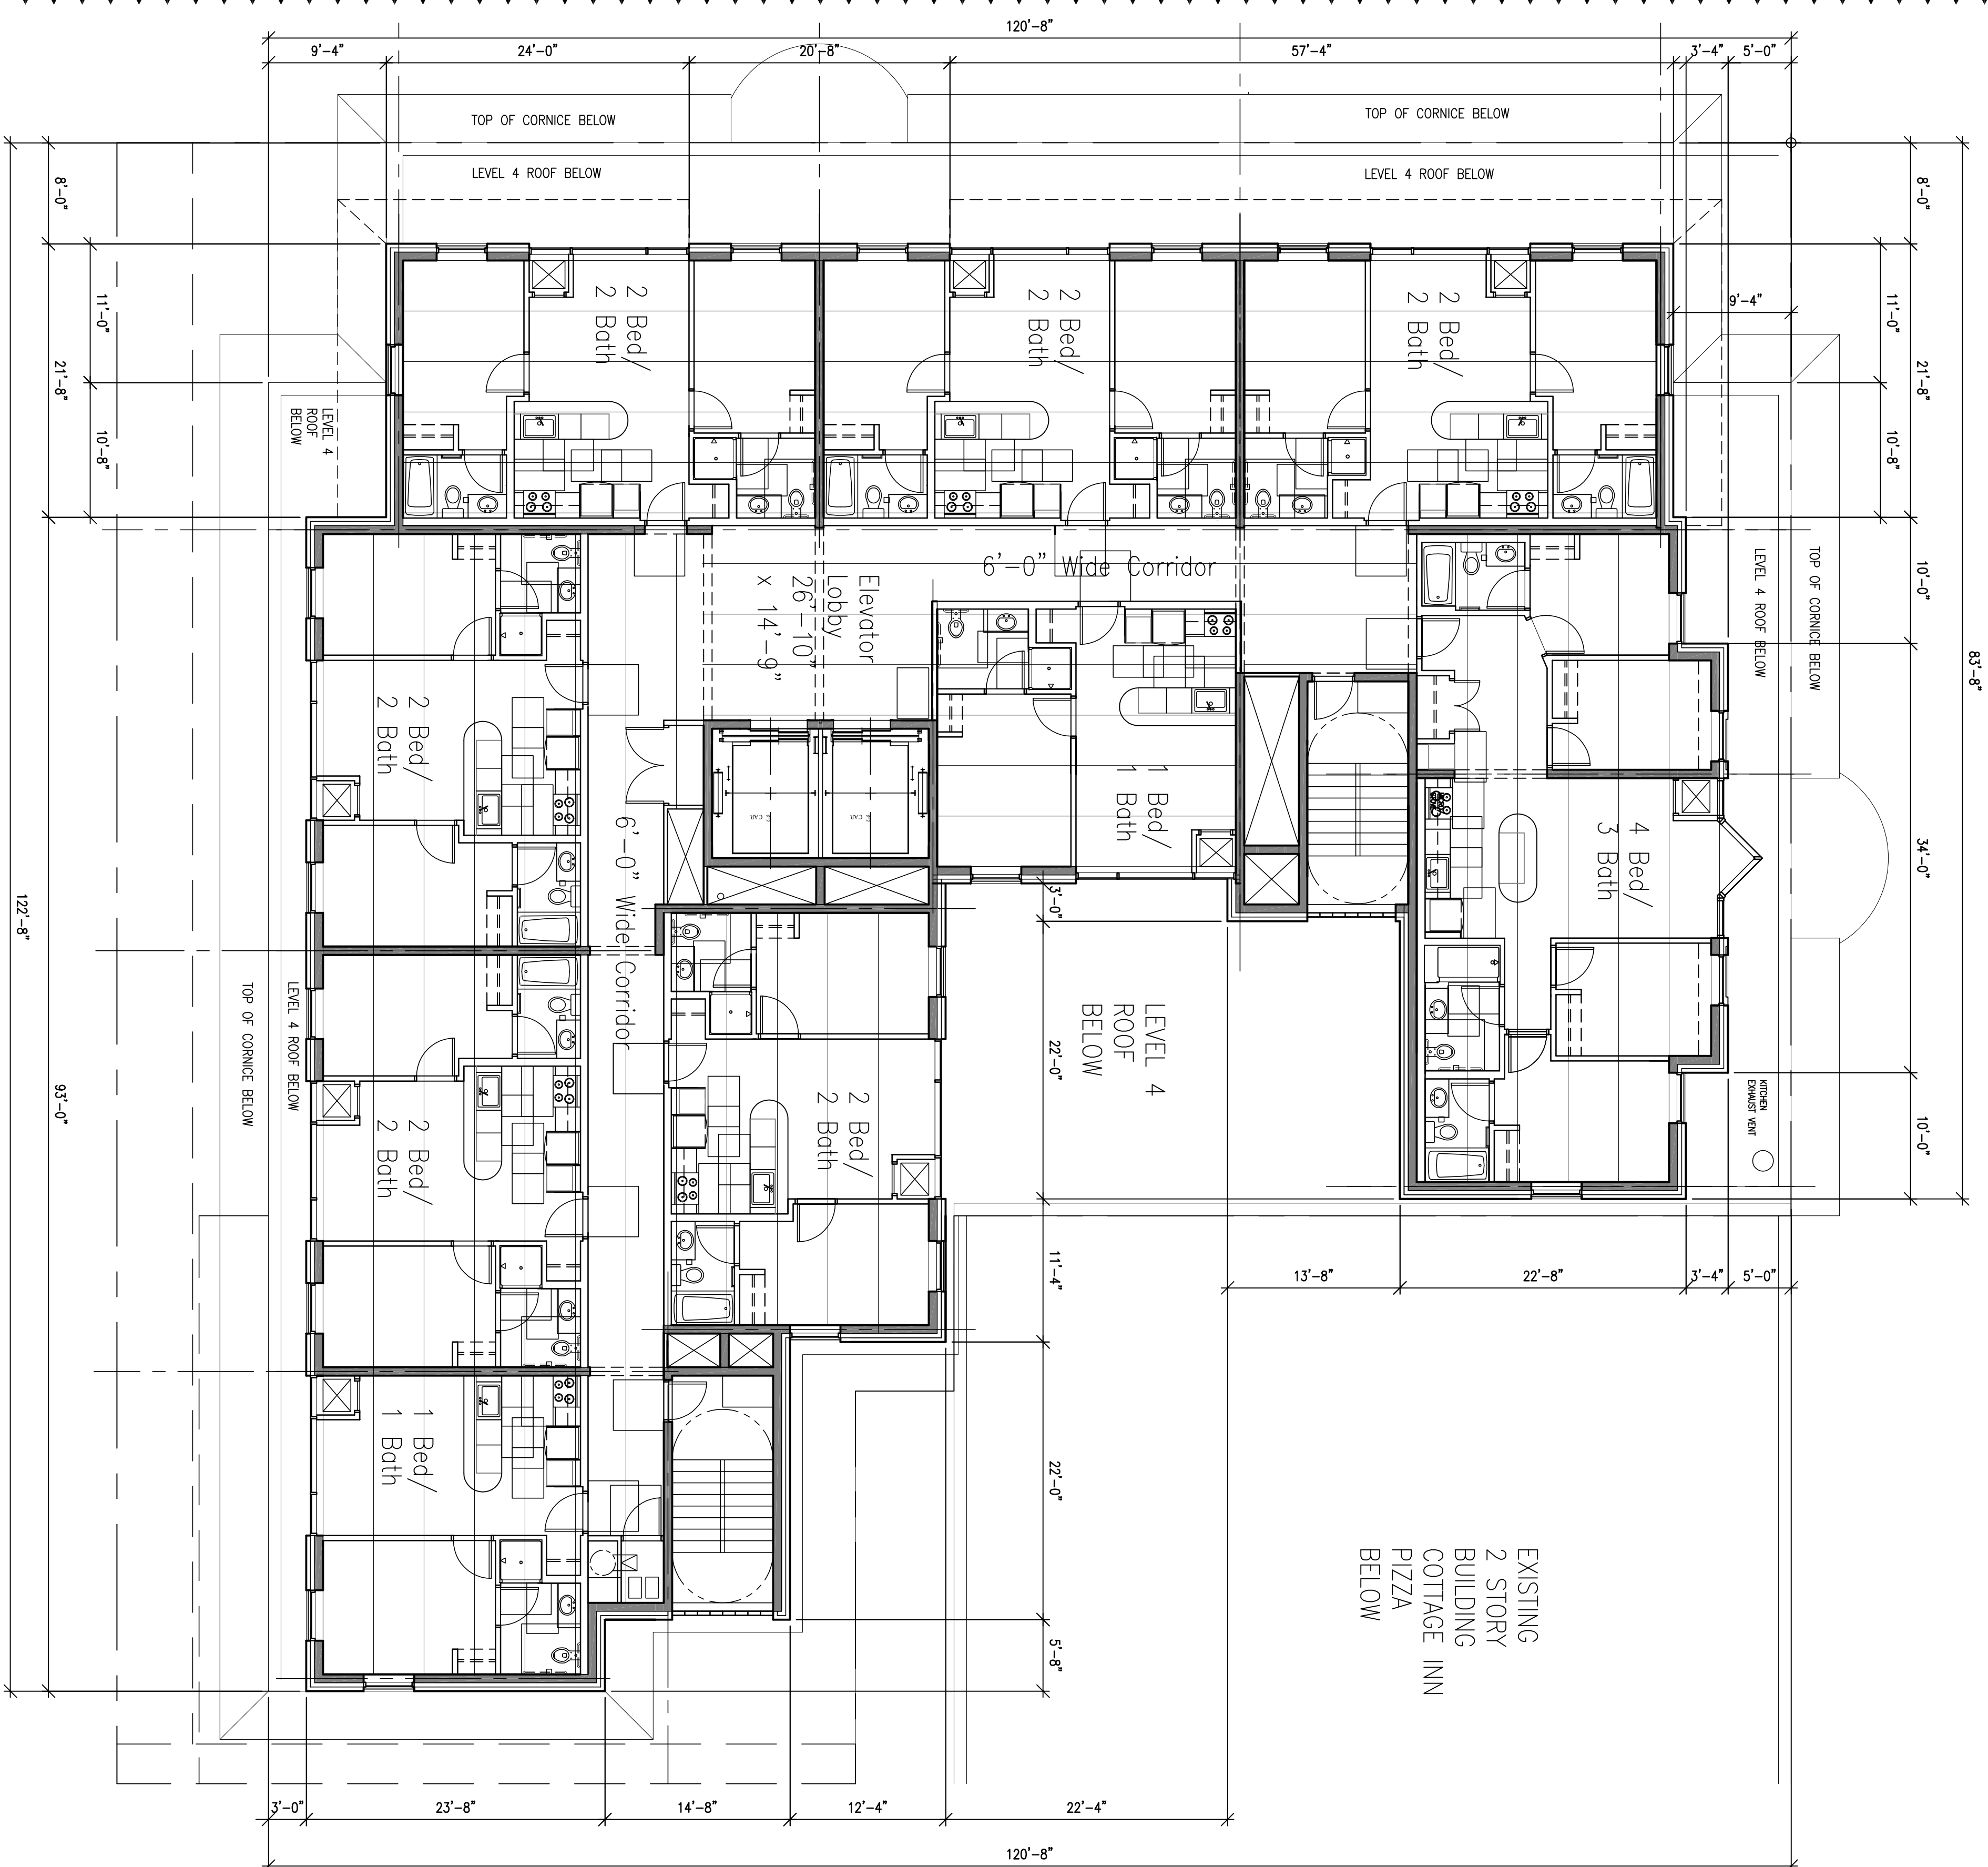 120'-8"
9'-4"
24'-0"
20'-8"
57'-4"
3'-4"
5'-0"
TOP OF CORNICE BELOW
TOP OF CORNICE BELOW
LEVEL 4 ROOF BELOW
LEVEL 4 ROOF BELOW
8'-0"
8'-0"
11'-0"
21'-8"
10'-8"
9'-4"
11'-0"
21'-8"
10'-8"
83'-8"
2 Bed/
2 Bath
2 Bed/
2 Bath
2 Bed/
2 Bath
LEVEL 4
ROOF
BELOW
6'-0" Wide Corridor
Elevator
Lobby
26'-10"
x 14'-9"
TOP OF CORNICE BELOW
LEVEL 4 ROOF BELOW
10'-0"
34'-0"
10'-0"
2 Bed/
2 Bath
1 Bed/
1 Bath
4 Bed/
3 Bath
CAR
CAR
6'-0" Wide Corridor
3'-0"
22'-0"
11'-4"
22'-0"
5'-8"
122'-8"
93'-0"
TOP OF CORNICE BELOW
LEVEL 4 ROOF BELOW
LEVEL 4
ROOF
BELOW
2 Bed/
2 Bath
2 Bed/
2 Bath
KITCHEN
EXHAUST VENT
13'-8"
22'-8"
3'-4"
5'-0"
1 Bed/
1 Bath
EXISTING
2 STORY
BUILDING
COTTAGE INN
PIZZA
BELOW
3'-0"
23'-8"
14'-8"
12'-4"
22'-4"
120'-8"